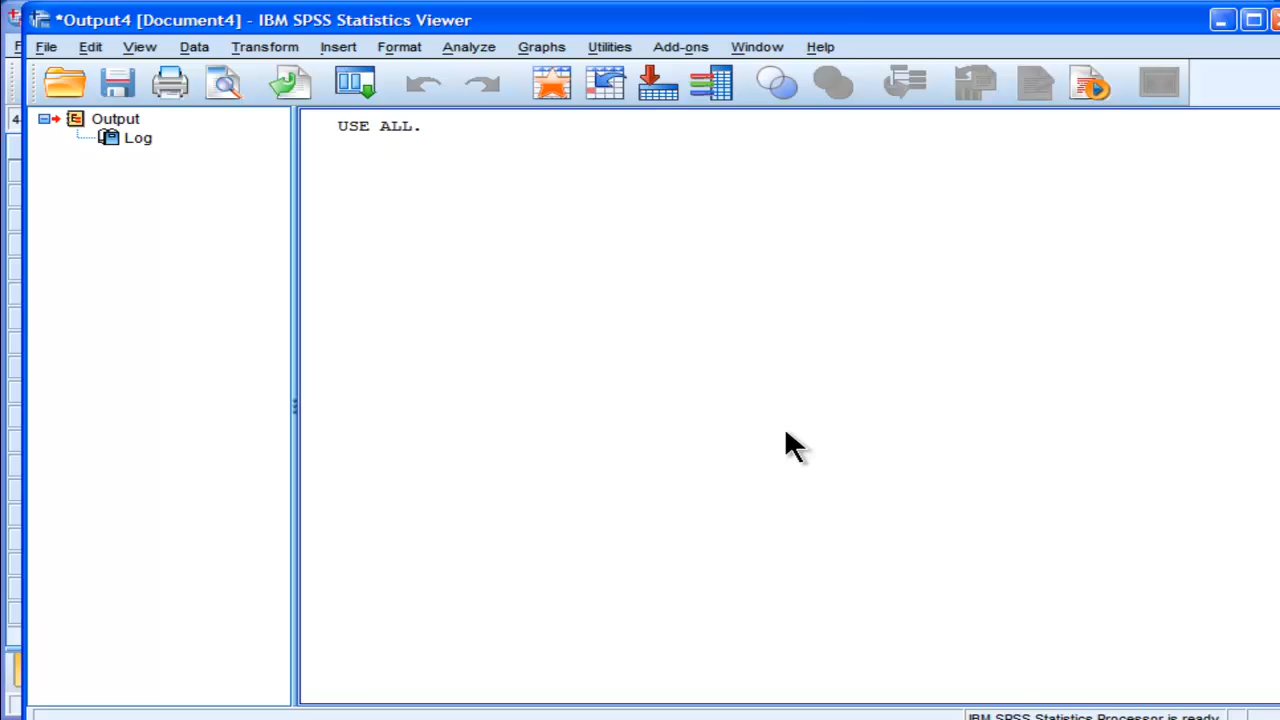 *Output4 [Document4] - IBM SPSS Statistics Viewer
File Edit View Data Transform Insert Format Analyze Graphs Utilities Add-ons Window Help
Output
Log
USE ALL.
4
IBM SPSS Statistics Processor is ready